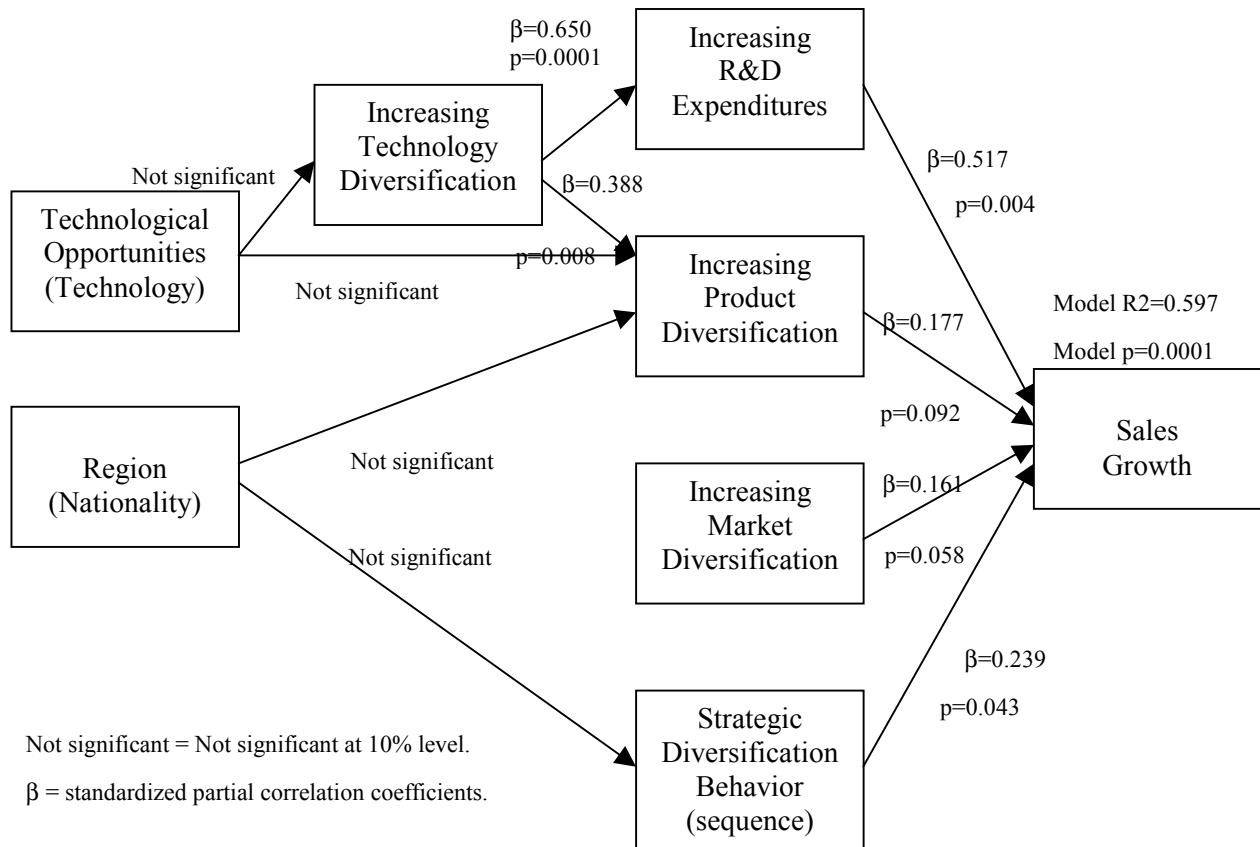 β=0.650
p=0.0001
Increasing
R&D
Expenditures
Increasing
Technology
Diversification
Not significant
β=0.517
p=0.004
β=0.388
Technological
Opportunities
(Technology)
p=0.008
Not significant
Increasing
Product
Diversification
β=0.177
p=0.092
Model R2=0.597
Model p=0.0001
Sales
Growth
Region
(Nationality)
Not significant
Not significant
Increasing
Market
Diversification
β=0.161
p=0.058
β=0.239
p=0.043
Strategic
Diversification
Behavior
(sequence)
Not significant = Not significant at 10% level.
β = standardized partial correlation coefficients.